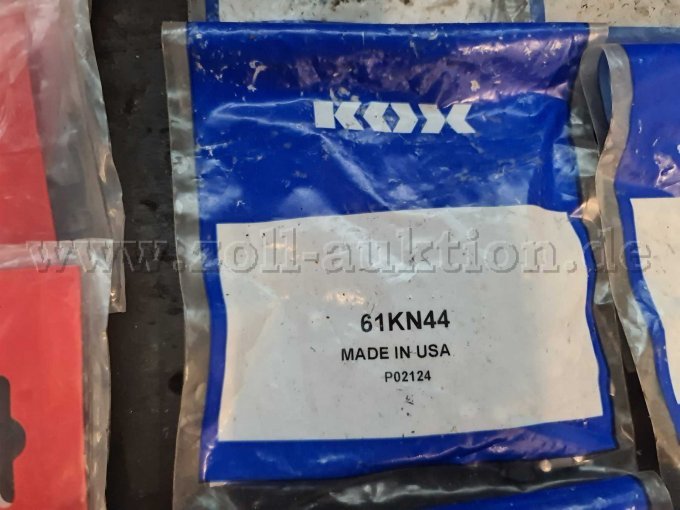 KOX
www.zoll-auktion.de
61KN44
MADE IN USA
P02124